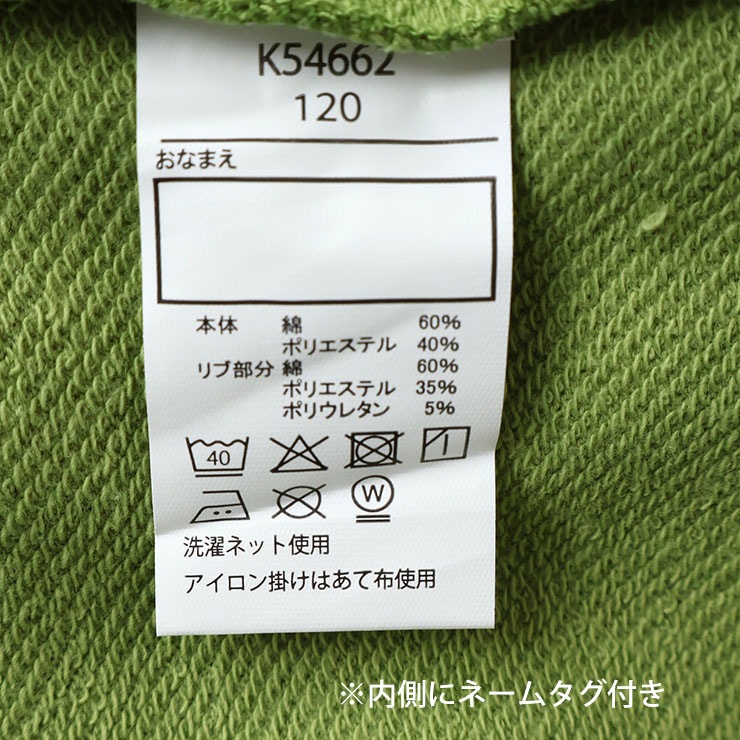 K54662
120
おなまえ
本体 綿 60%
ポリエステル 40%
リブ部分 綿 60%
ポリエステル 35%
ポリウレタン 5%
40
W
洗濯ネット使用
アイロン掛けはあて布使用
※内側にネームタグ付き